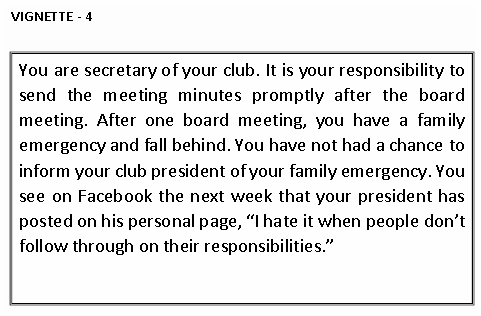 VIGNETTE - 4
You are secretary of your club. It is your responsibility to
send the meeting minutes promptly after the board
meeting. After one board meeting, you have a family
emergency and fall behind. You have not had a chance to
inform your club president of your family emergency. You
see on Facebook the next week that your president has
posted on his personal page, “I hate it when people don’t
follow through on their responsibilities.”